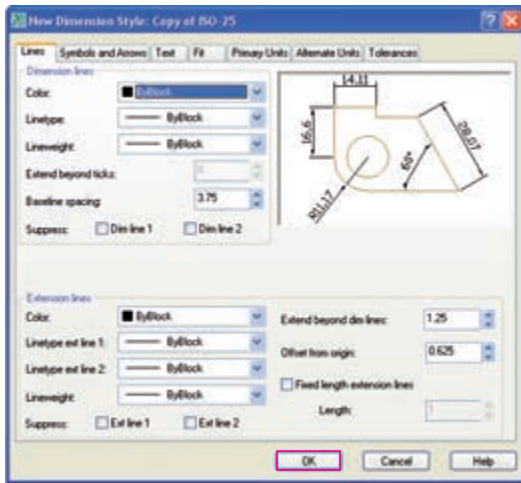 New Dimension Style: Copy of ISO-25
Lines Symbols and Arrows Text Fit Primary Units Alternate Units Tolerances
Dimension lines
Color: ByBlock
Linetype: ByBlock
Lineweight: ByBlock
Extend beyond ticks: 0
Baseline spacing: 3.75
Suppress: Dim line 1 Dim line 2
14,11
16,6
28,07
60°
R11,17
Extension lines
Color: ByBlock
Linetype ext line 1: ByBlock
Linetype ext line 2: ByBlock
Lineweight: ByBlock
Suppress: Ext line 1 Ext line 2
Extend beyond dim lines: 1.25
Offset from origin: 0.625
Fixed length extension lines
Length: 1
OK Cancel Help